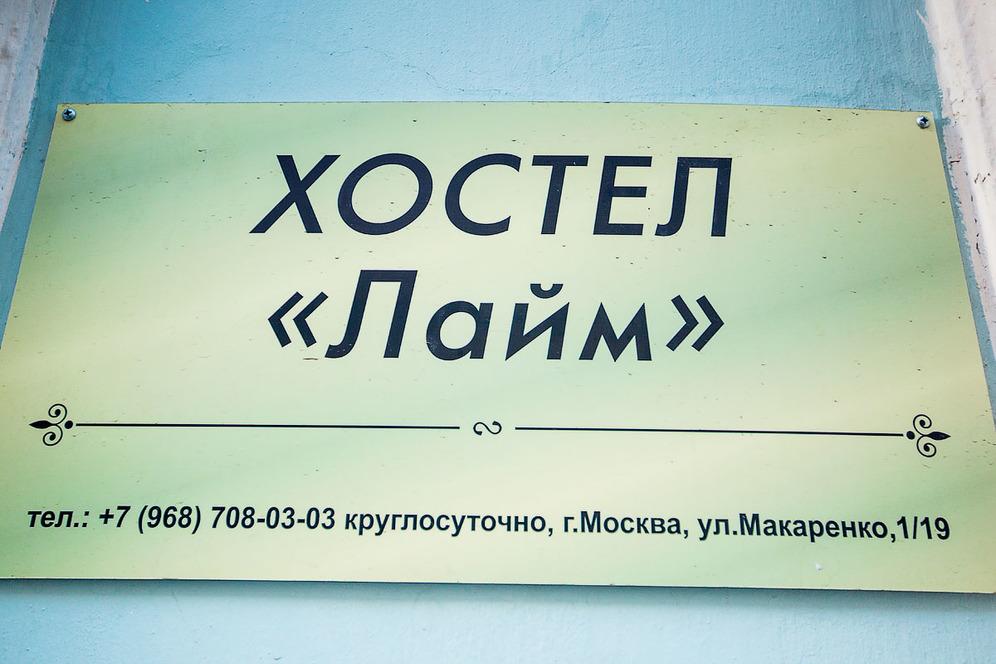 ХОСТЕЛ
«Лайм»
тел.: +7 (968) 708-03-03 круглосуточно, г.Москва, ул.Макаренко,1/19